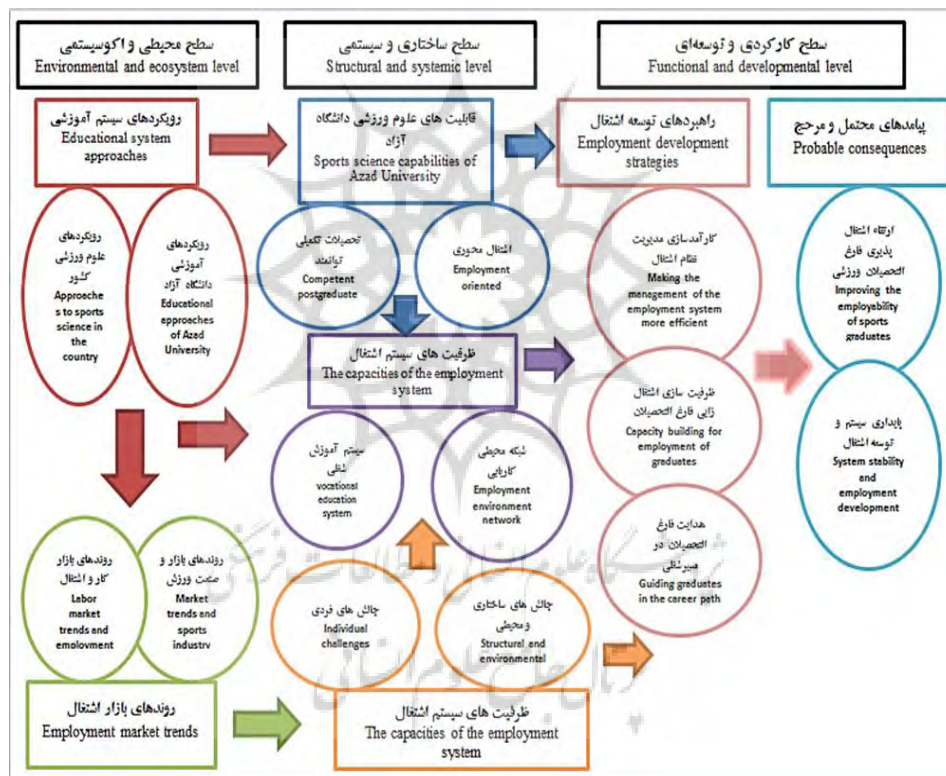 سطح محیطی و اکوسیستمی
Environmental and ecosystem level
سطح ساختاری و سیستمی
Structural and systemic level
سطح کارکردی و توسعه‌ای
Functional and developmental level
رویکردهای سیستم آموزشی
Educational system
approaches
قابلیت های علوم ورزشی دانشگاه
آزاد
Sports science capabilities of
Azad University
راهبردهای توسعه اشتغال
Employment development
strategies
پیامدهای محتمل و مرجح
Probable consequences
رویکردهای
علوم ورزشی
کشور
Approache
s to sports
science in
the
country
رویکردهای
آموزشی
دانشگاه آزاد
Educational
approaches
of Azad
University
تحصیلات تکمیلی
توانمند
Competent
postgraduate
اشتغال محوری
Employment
oriented
ظرفیت های سیستم اشتغال
The capacities of the employment
system
سیستم آموزش
شغلی
vocational
education
system
شبکه محیطی
کاریابی
Employment
environment
network
کارآمدسازی مدیریت
نظام اشتغال
Making the
management of the
employment system
more efficient
ظرفیت سازی اشتغال
زایی فارغ التحصیلان
Capacity building for
employment of
graduates
هدایت فارغ
التحصیلان در
مسیرشغلی
Guiding graduates
in the career path
ارتقاء اشتغال
پذیری فارغ
التحصیلان ورزشی
Improving the
employability
of sports
graduates
پایداری سیستم و
توسعه اشتغال
System stability
and
employment
development
روندهای بازار
کار و اشتغال
Labor
market
trends and
employment
روندهای بازار و
صنعت ورزش
Market
trends and
sports
industry
چالش های فردی
Individual
challenges
چالش های ساختاری
و محیطی
Structural and
environmental
روندهای بازار اشتغال
Employment market trends
ظرفیت های سیستم اشتغال
The capacities of the employment
system
پژوهشگاه علوم انسانی و مطالعات فرهنگی
پرتال جامع علوم انسانی